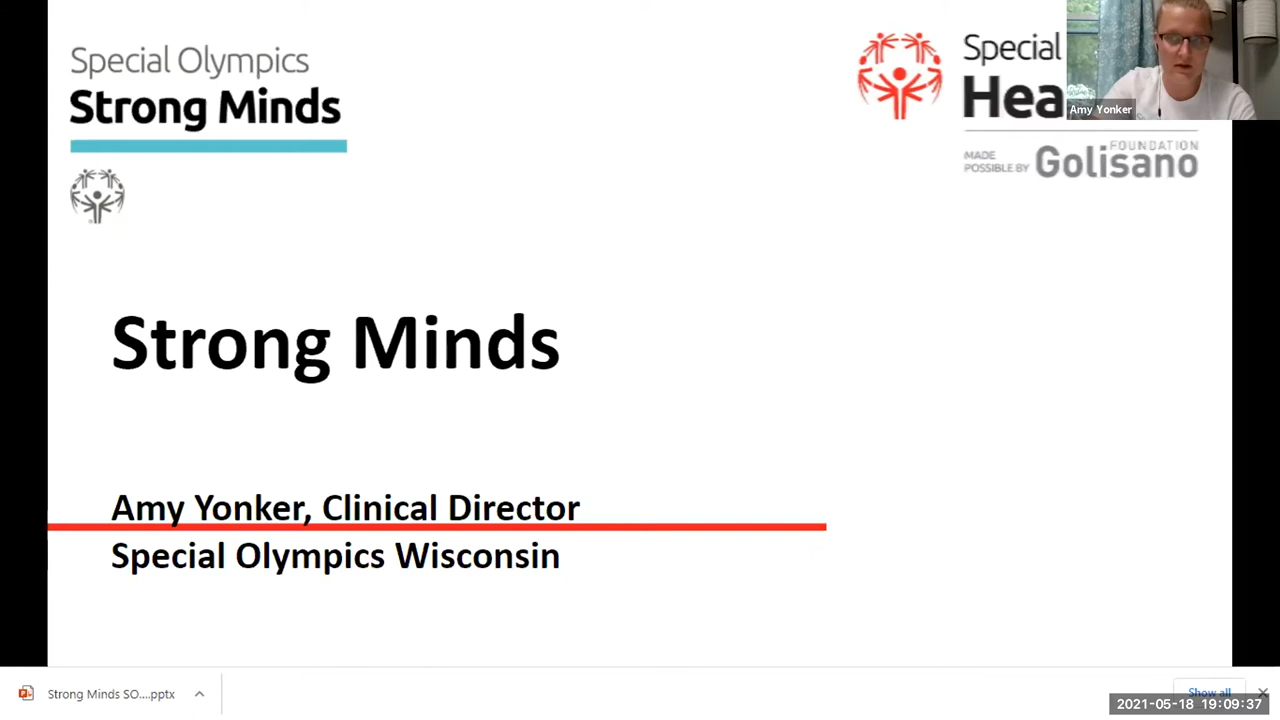 Special Olympics
Strong Minds
Special
Hea
MADE
POSSIBLE BY
FOUNDATION
Golisano
Amy Yonker
Strong Minds
Amy Yonker, Clinical Director
Special Olympics Wisconsin
Strong Minds SO....pptx
Show all
2021-05-18 19:09:37